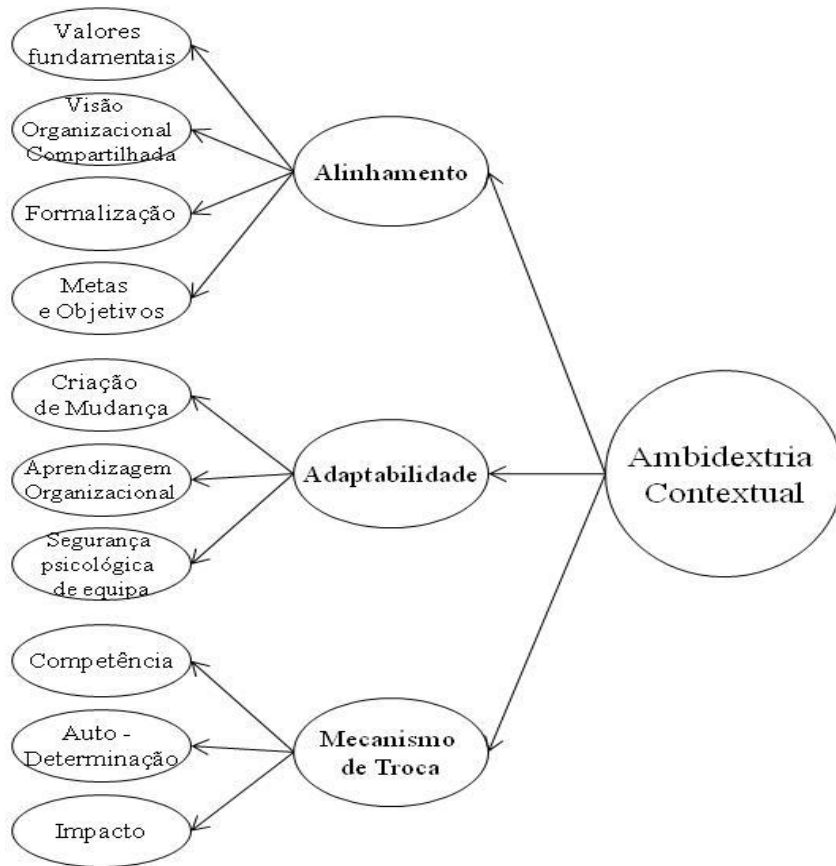 Valores
fundamentais
Visão
Organizacional
Compartilhada
Formalização
Metas
e Objetivos
Alinhamento
Criação
de Mudança
Aprendizagem
Organizacional
Segurança
psicológica
de equipa
Adaptabilidade
Competência
Auto -
Determinação
Impacto
Mecanismo
de Troca
Ambidextria
Contextual